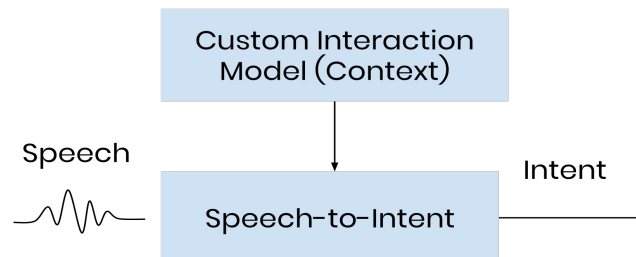 Custom Interaction
Model (Context)
Speech
Intent
Speech-to-Intent